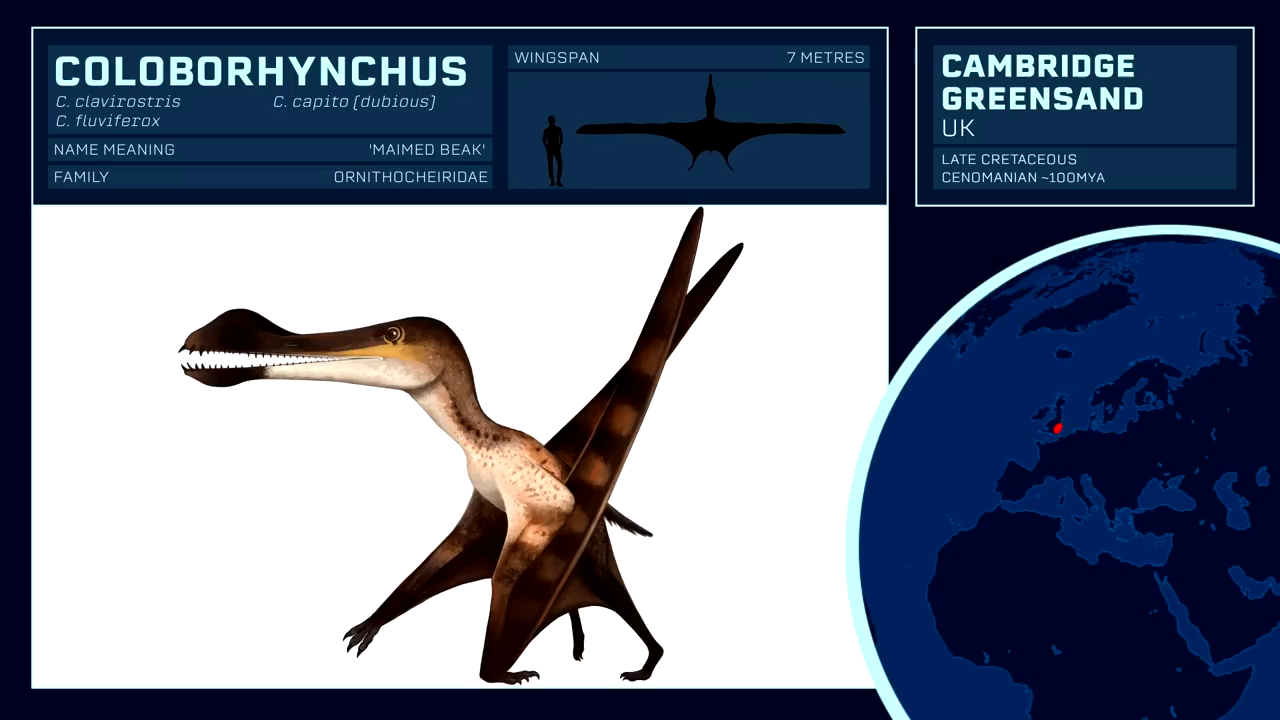 COLOBORHYNCHUS
C. clavirostris C. capito (dubious)
C. fluviferox
NAME MEANING 'MAIMED BEAK'
FAMILY ORNITHOCHEIRIDAE
WINGSPAN 7 METRES
CAMBRIDGE
GREENSAND
UK
LATE CRETACEOUS
CENOMANIAN ~100MYA